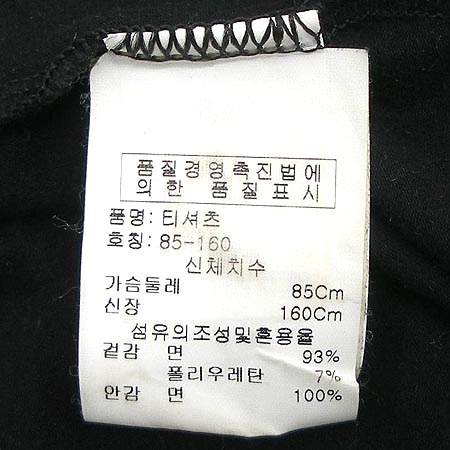 품질경영촉진법에
의한 품질표시
품명: 티셔츠
호칭: 85-160
신체치수
가슴둘레 85Cm
신장 160Cm
섬유의조성및혼용율
겉감 면 93%
폴리우레탄 7%
안감 면 100%